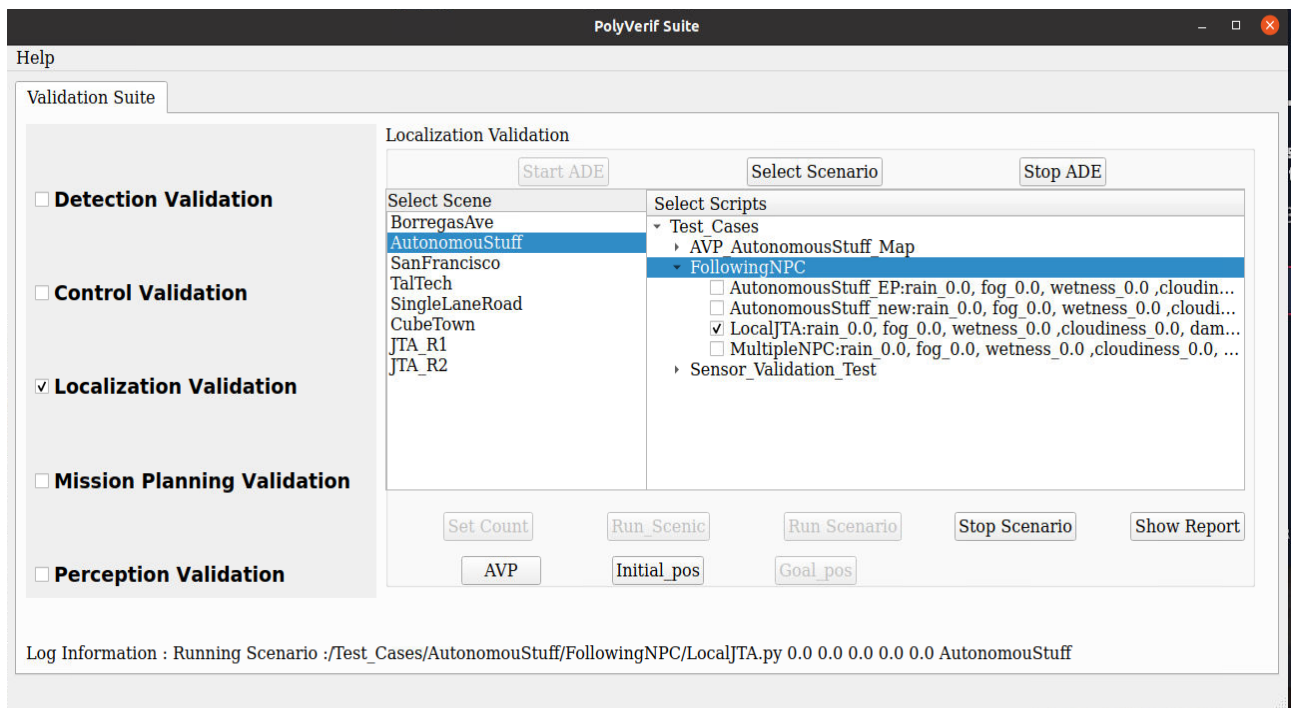 PolyVerif Suite
Help
Validation Suite
Detection Validation
Control Validation
Localization Validation
Mission Planning Validation
Perception Validation
Localization Validation
Start ADE
Select Scenario
Stop ADE
Select Scene
BorregasAve
AutonomouStuff
SanFrancisco
TalTech
SingleLaneRoad
CubeTown
JTA_R1
JTA_R2
Select Scripts
Test_Cases
AVP_AutonomousStuff_Map
FollowingNPC
AutonomousStuff_EP:rain_0.0, fog_0.0, wetness_0.0 ,cloudin...
AutonomousStuff_new:rain_0.0, fog_0.0, wetness_0.0 ,cloudi...
LocalJTA:rain_0.0, fog_0.0, wetness_0.0 ,cloudiness_0.0, dam...
MultipleNPC:rain_0.0, fog_0.0, wetness_0.0 ,cloudiness_0.0, ...
Sensor_Validation_Test
Set Count
Run_Scenic
Run Scenario
Stop Scenario
Show Report
AVP
Initial_pos
Goal_pos
Log Information : Running Scenario :/Test_Cases/AutonomouStuff/FollowingNPC/LocalJTA.py 0.0 0.0 0.0 0.0 0.0 AutonomouStuff